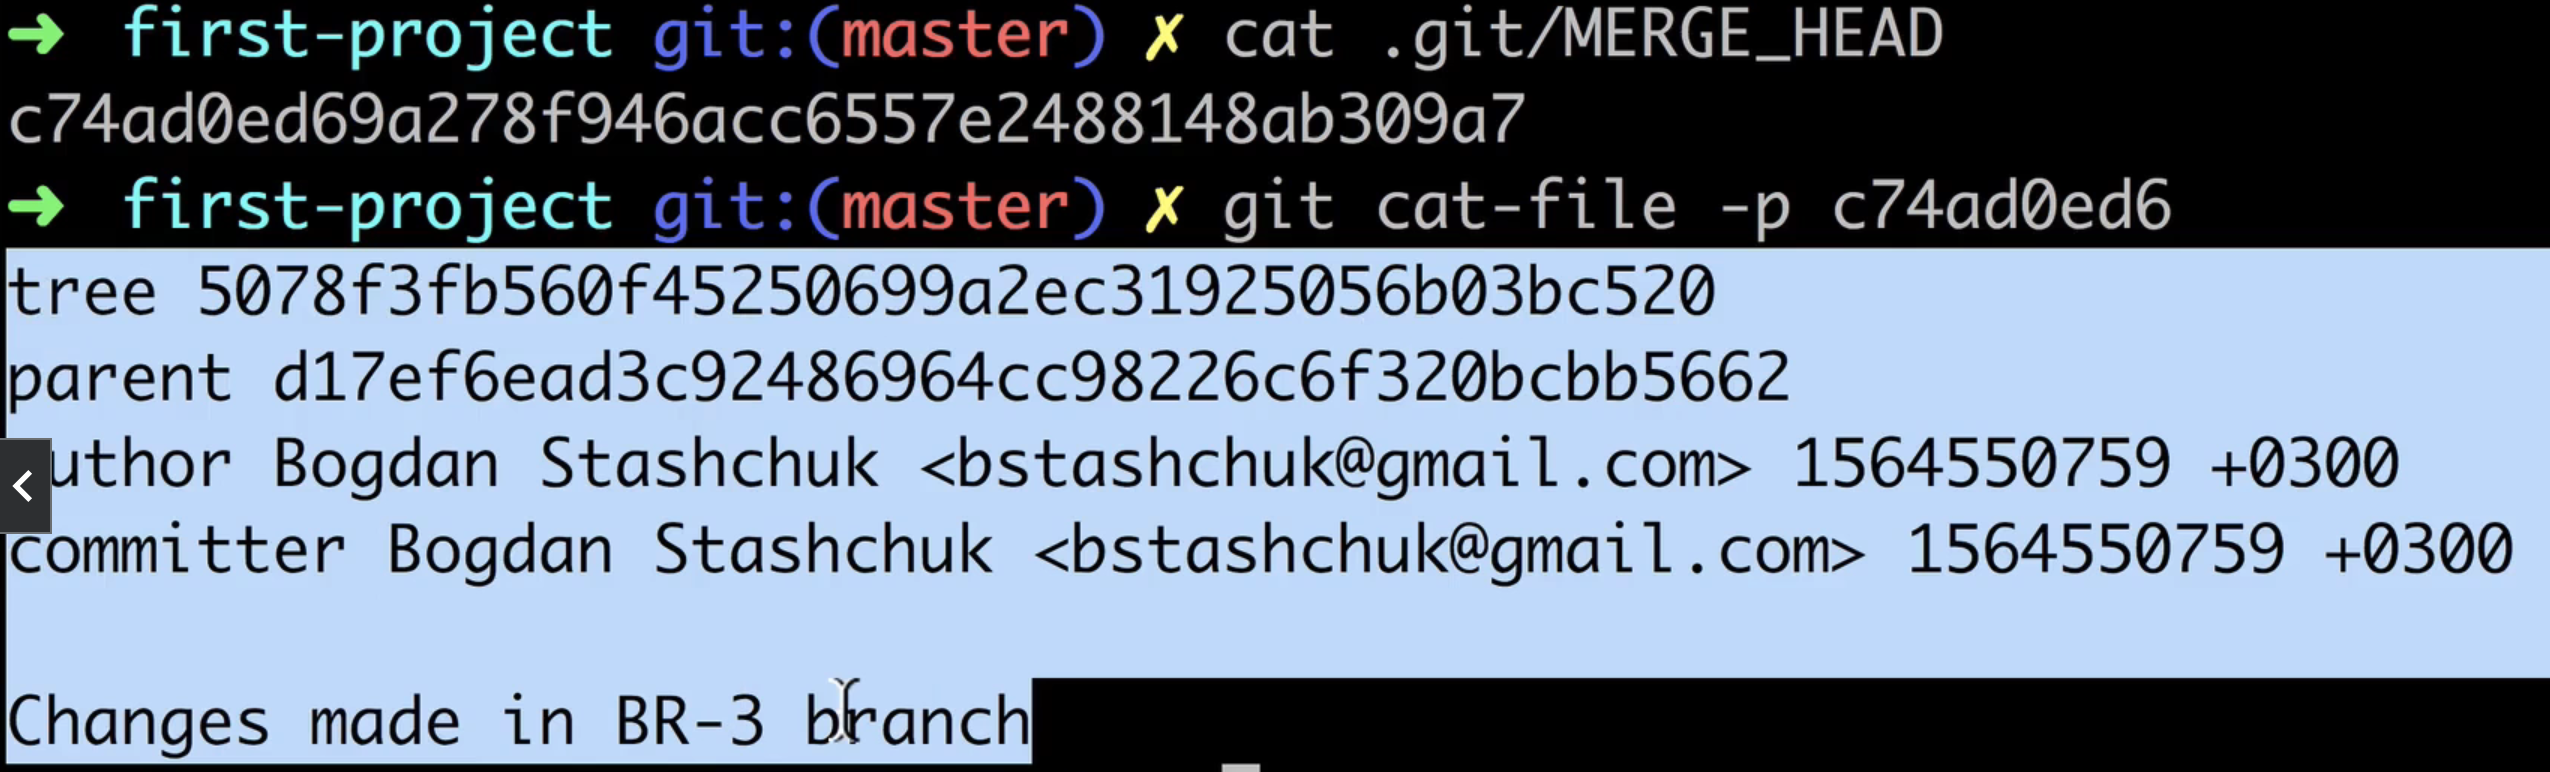 ➜ first-project git:(master) ✗ cat .git/MERGE_HEAD
c74ad0ed69a278f946acc6557e2488148ab309a7
➜ first-project git:(master) ✗ git cat-file -p c74ad0ed6
tree 5078f3fb560f45250699a2ec31925056b03bc520
parent d17ef6ead3c92486964cc98226c6f320bcbb5662
uthor Bogdan Stashchuk <bstashchuk@gmail.com> 1564550759 +0300
committer Bogdan Stashchuk <bstashchuk@gmail.com> 1564550759 +0300
Changes made in BR-3 branch